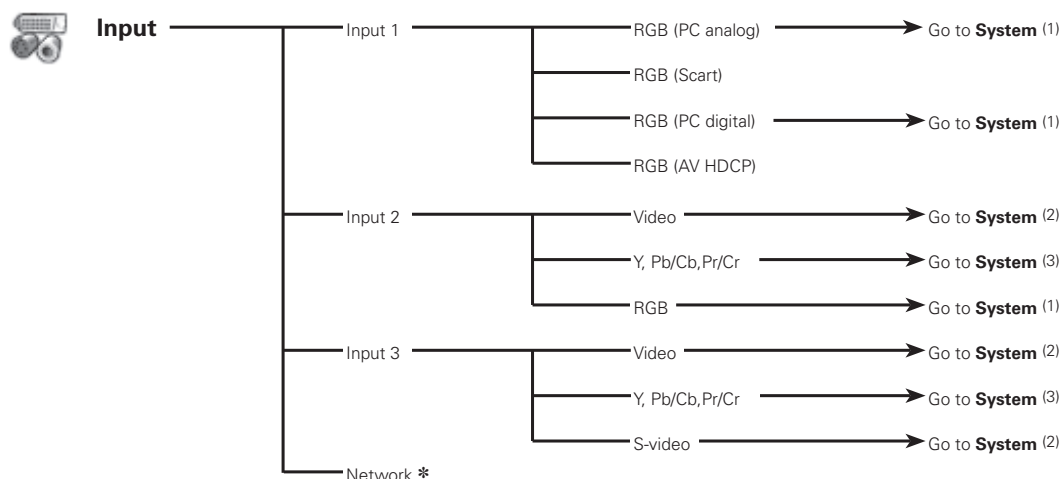 Input
Input 1
RGB (PC analog)
Go to System (1)
RGB (Scart)
RGB (PC digital)
Go to System (1)
RGB (AV HDCP)
Input 2
Video
Go to System (2)
Y, Pb/Cb,Pr/Cr
Go to System (3)
RGB
Go to System (1)
Input 3
Video
Go to System (2)
Y, Pb/Cb,Pr/Cr
Go to System (3)
S-video
Go to System (2)
Network *